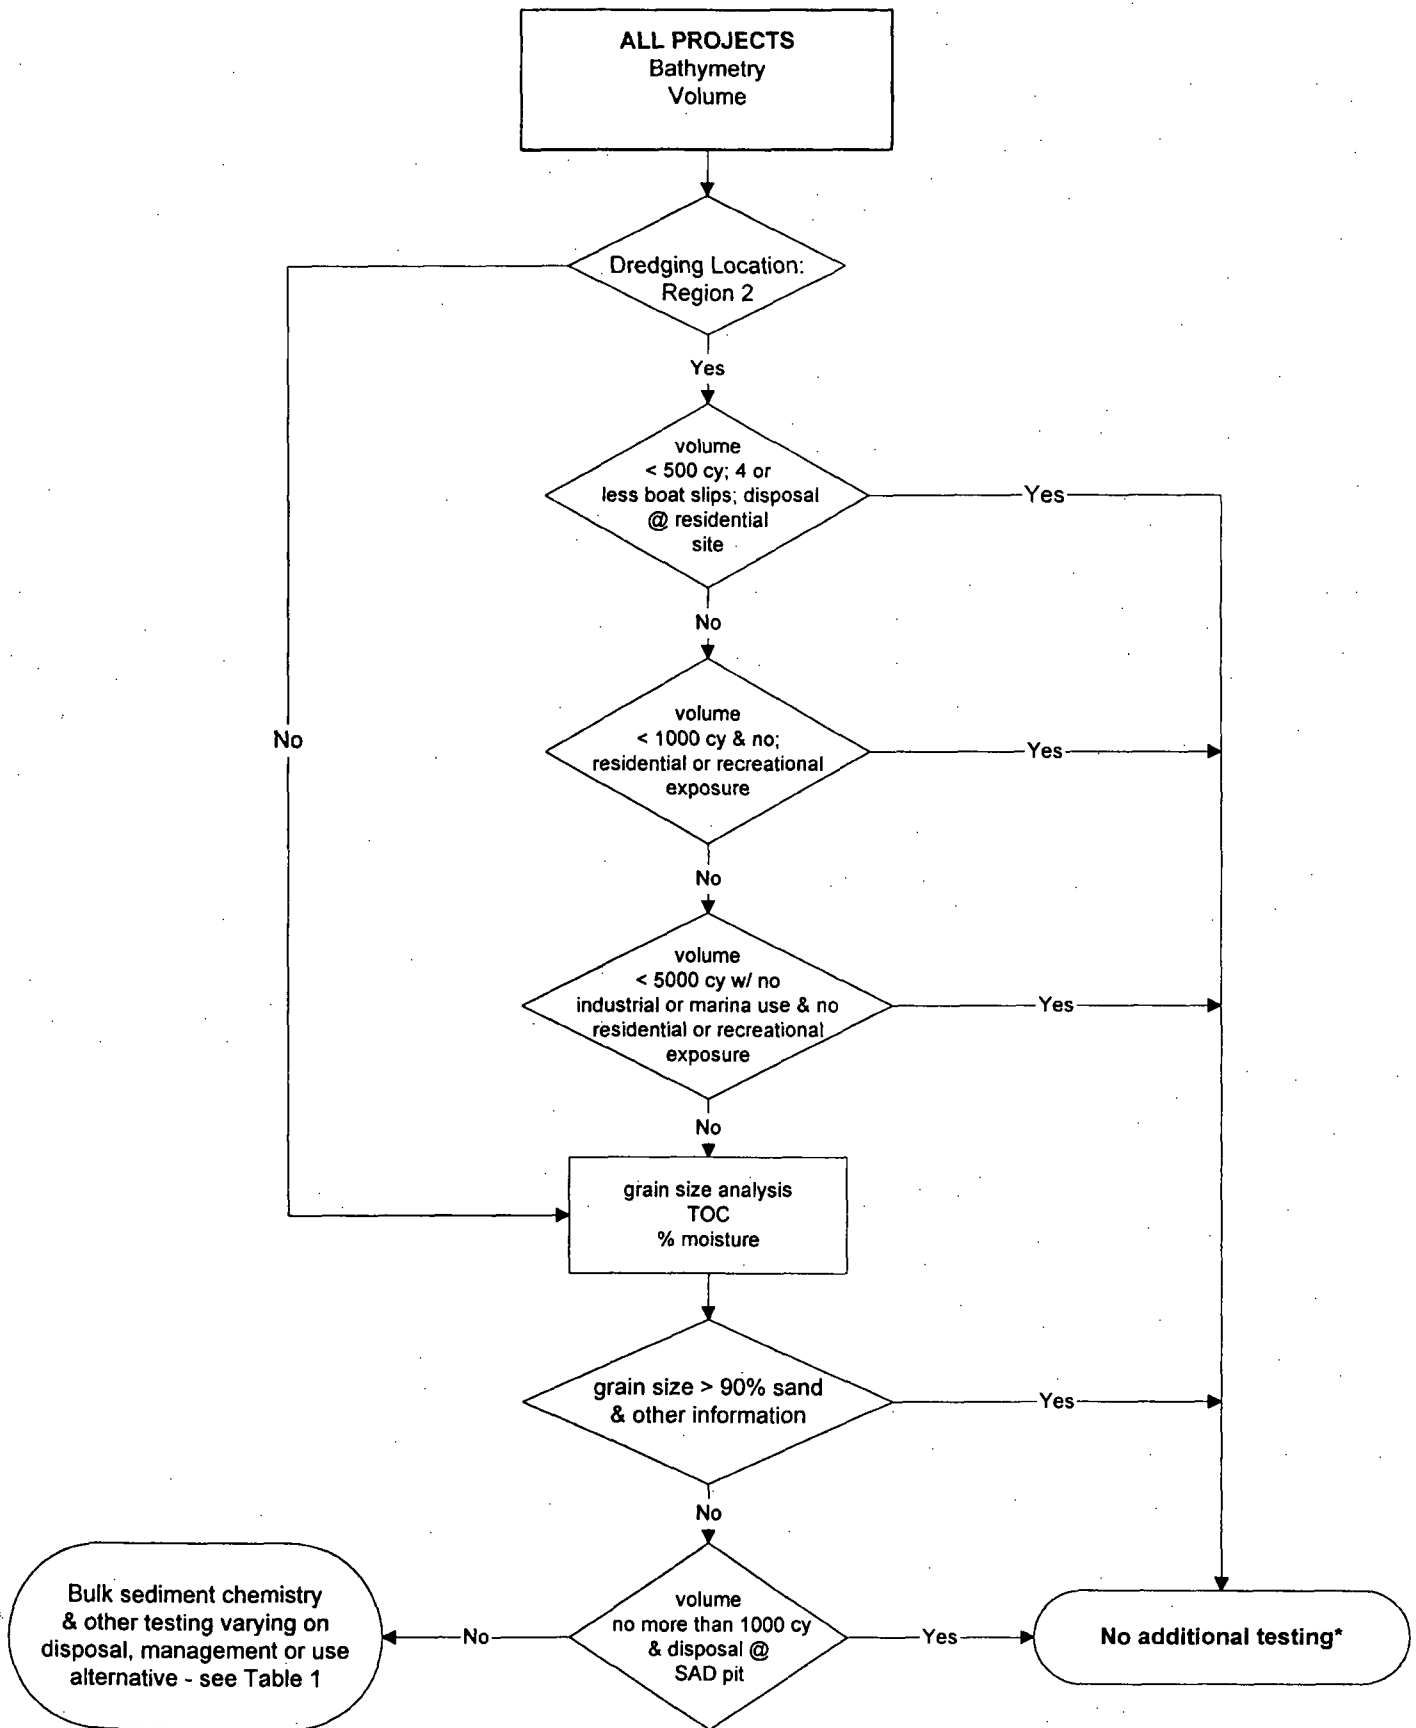 ALL PROJECTS
Bathymetry
Volume
Dredging Location:
Region 2
Yes
volume
< 500 cy; 4 or
less boat slips; disposal
@ residential
site
Yes
No
No
volume
< 1000 cy & no;
residential or recreational
exposure
Yes
No
volume
< 5000 cy w/ no
industrial or marina use & no
residential or recreational
exposure
Yes
No
grain size analysis
TOC
% moisture
grain size > 90% sand
& other information
Yes
No
Bulk sediment chemistry
& other testing varying on
disposal, management or use
alternative - see Table 1
No
volume
no more than 1000 cy
& disposal @
SAD pit
Yes
No additional testing*